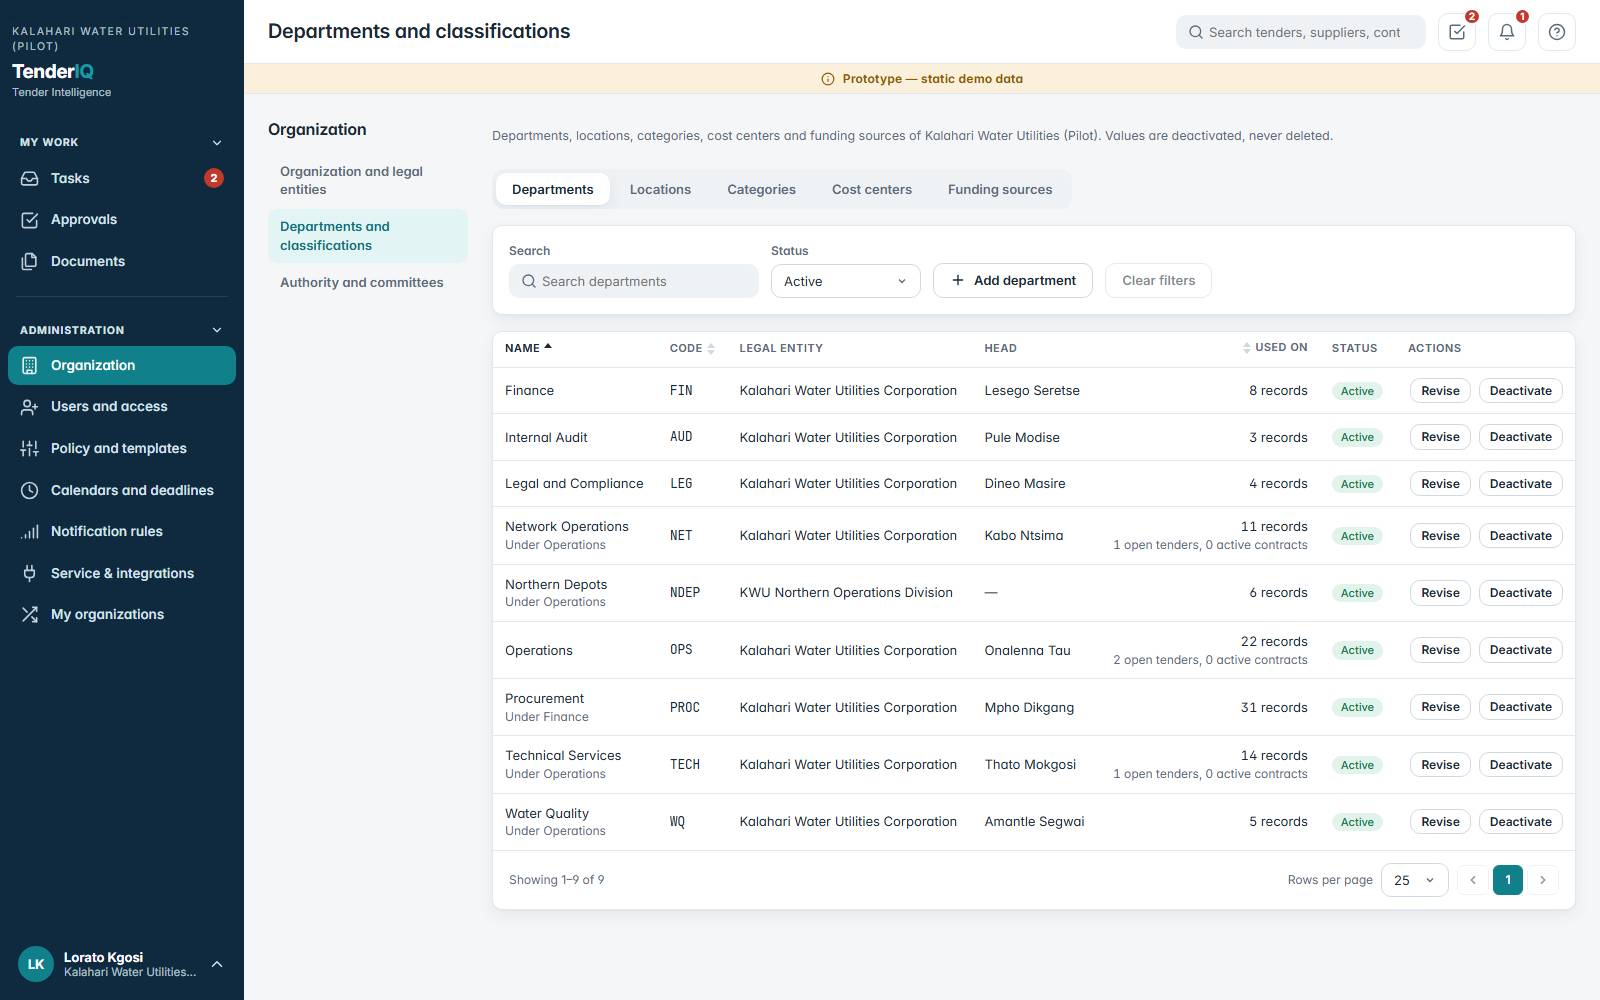 KALAHARI WATER UTILITIES
(PILOT)
TenderIQ
Tender Intelligence
MY WORK
Tasks 2
Approvals
Documents
ADMINISTRATION
Organization
Users and access
Policy and templates
Calendars and deadlines
Notification rules
Service & integrations
My organizations
LK
Lorato Kgosi
Kalahari Water Utilities...
Departments and classifications
Search tenders, suppliers, cont
2
1
Prototype — static demo data
Organization
Organization and legal
entities
Departments and
classifications
Authority and committees
Departments, locations, categories, cost centers and funding sources of Kalahari Water Utilities (Pilot). Values are deactivated, never deleted.
Departments Locations Categories Cost centers Funding sources
Search Status
Search departments Active Add department Clear filters
NAME CODE LEGAL ENTITY HEAD USED ON STATUS ACTIONS
Finance FIN Kalahari Water Utilities Corporation Lesego Seretse 8 records Active Revise Deactivate
Internal Audit AUD Kalahari Water Utilities Corporation Pule Modise 3 records Active Revise Deactivate
Legal and Compliance LEG Kalahari Water Utilities Corporation Dineo Masire 4 records Active Revise Deactivate
Network Operations NET Kalahari Water Utilities Corporation Kabo Ntsima 11 records Active Revise Deactivate
Under Operations 1 open tenders, 0 active contracts
Northern Depots NDEP KWU Northern Operations Division — 6 records Active Revise Deactivate
Under Operations
Operations OPS Kalahari Water Utilities Corporation Onalenna Tau 22 records Active Revise Deactivate
2 open tenders, 0 active contracts
Procurement PROC Kalahari Water Utilities Corporation Mpho Dikgang 31 records Active Revise Deactivate
Under Finance
Technical Services TECH Kalahari Water Utilities Corporation Thato Mokgosi 14 records Active Revise Deactivate
Under Operations 1 open tenders, 0 active contracts
Water Quality WQ Kalahari Water Utilities Corporation Amantle Segwai 5 records Active Revise Deactivate
Under Operations
Showing 1–9 of 9 Rows per page 25 1